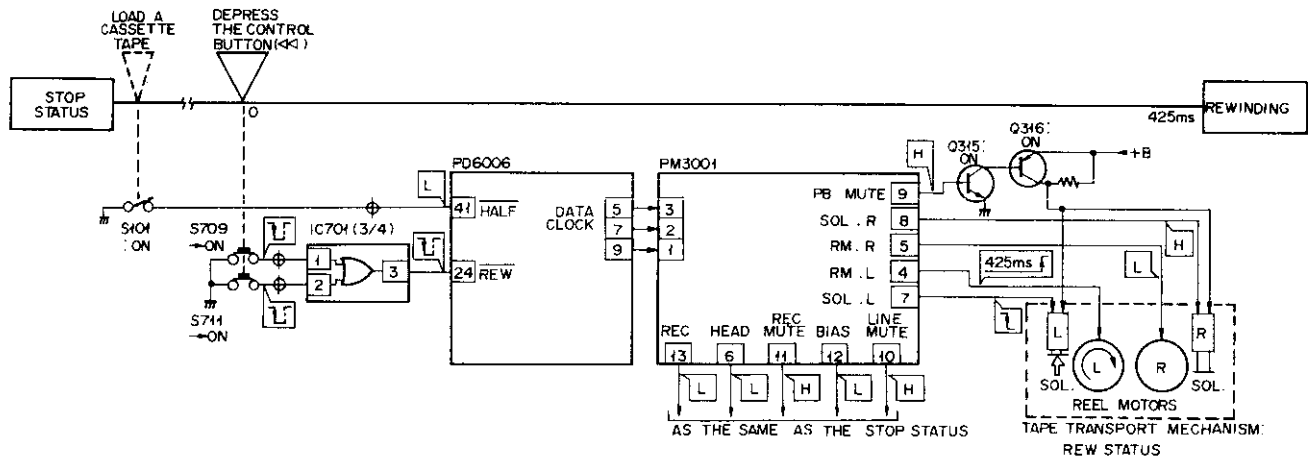 LOAD A
CASSETTE
TAPE
DEPRESS
THE CONTROL
BUTTON(◁◁)
STOP
STATUS
0
425ms
REWINDING
PD6006
PM3001
Q315:
ON
Q316:
ON
+B
H
L
41 HALF
DATA 5
CLOCK 7
9
3
2
1
PB MUTE 9
SOL.R 8
RM.R 5
RM.L 4
SOL.L 7
S101
:ON
S709
→ON
IC701(3/4)
1
2
3
24 REW
S711
→ON
H
L
425ms
REC
HEAD
REC
MUTE
BIAS
LINE
MUTE
13 6 11 12 10
L L H L H
AS THE SAME AS THE STOP STATUS
L
SOL.
L
R
R
SOL.
REEL MOTORS
TAPE TRANSPORT MECHANISM:
REW STATUS